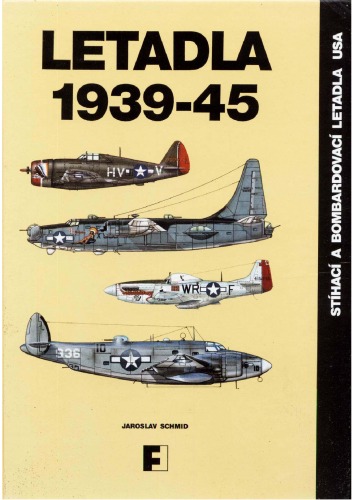 LETADLA
1939-45
STÍHACÍ A BOMBARDOVACÍ LETADLA USA
HV V
WR F
336
JAROSLAV SCHMID
F